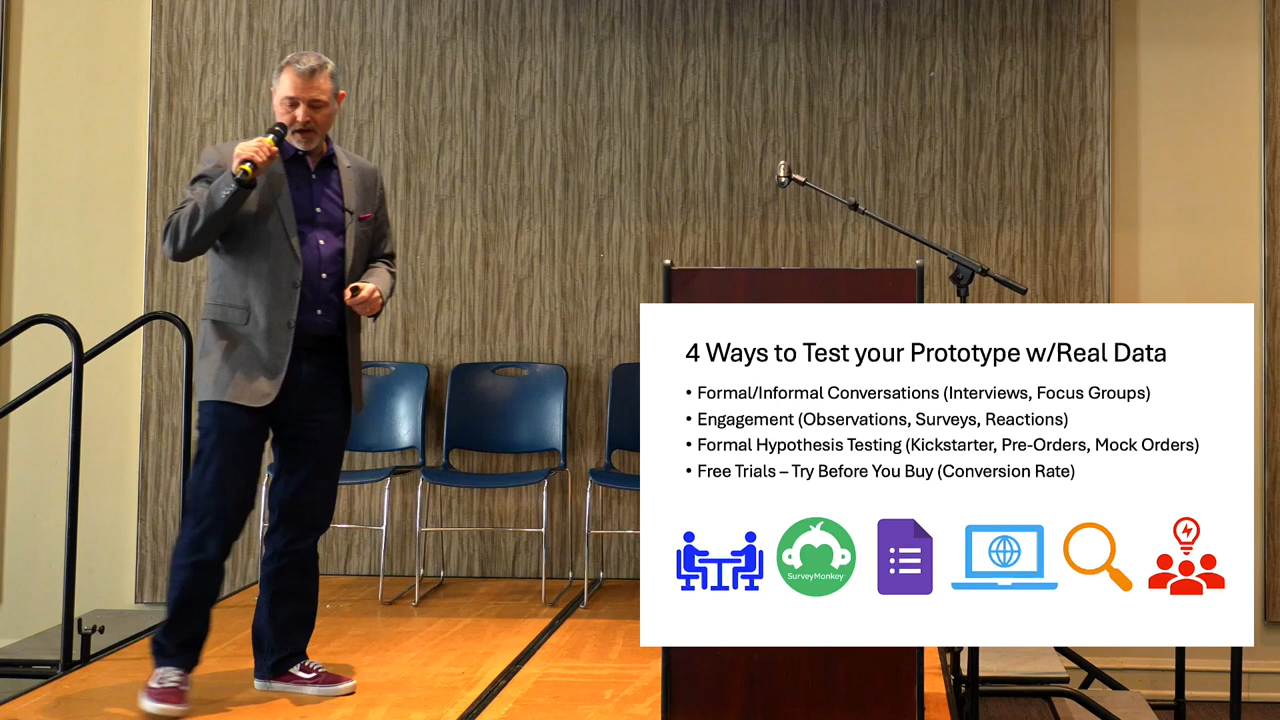 4 Ways to Test your Prototype w/Real Data
• Formal/Informal Conversations (Interviews, Focus Groups)
• Engagement (Observations, Surveys, Reactions)
• Formal Hypothesis Testing (Kickstarter, Pre-Orders, Mock Orders)
• Free Trials – Try Before You Buy (Conversion Rate)
SurveyMonkey